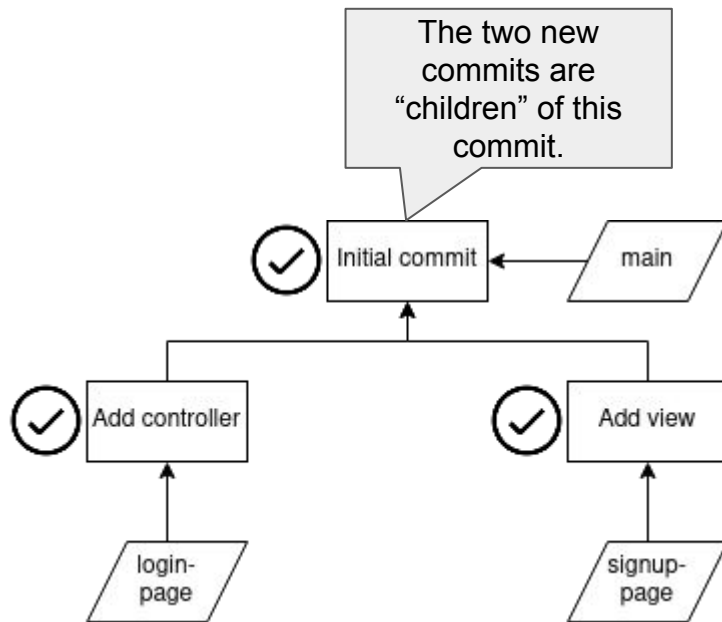 The two new
commits are
“children” of this
commit.
Initial commit
main
Add controller
Add view
login-
page
signup-
page